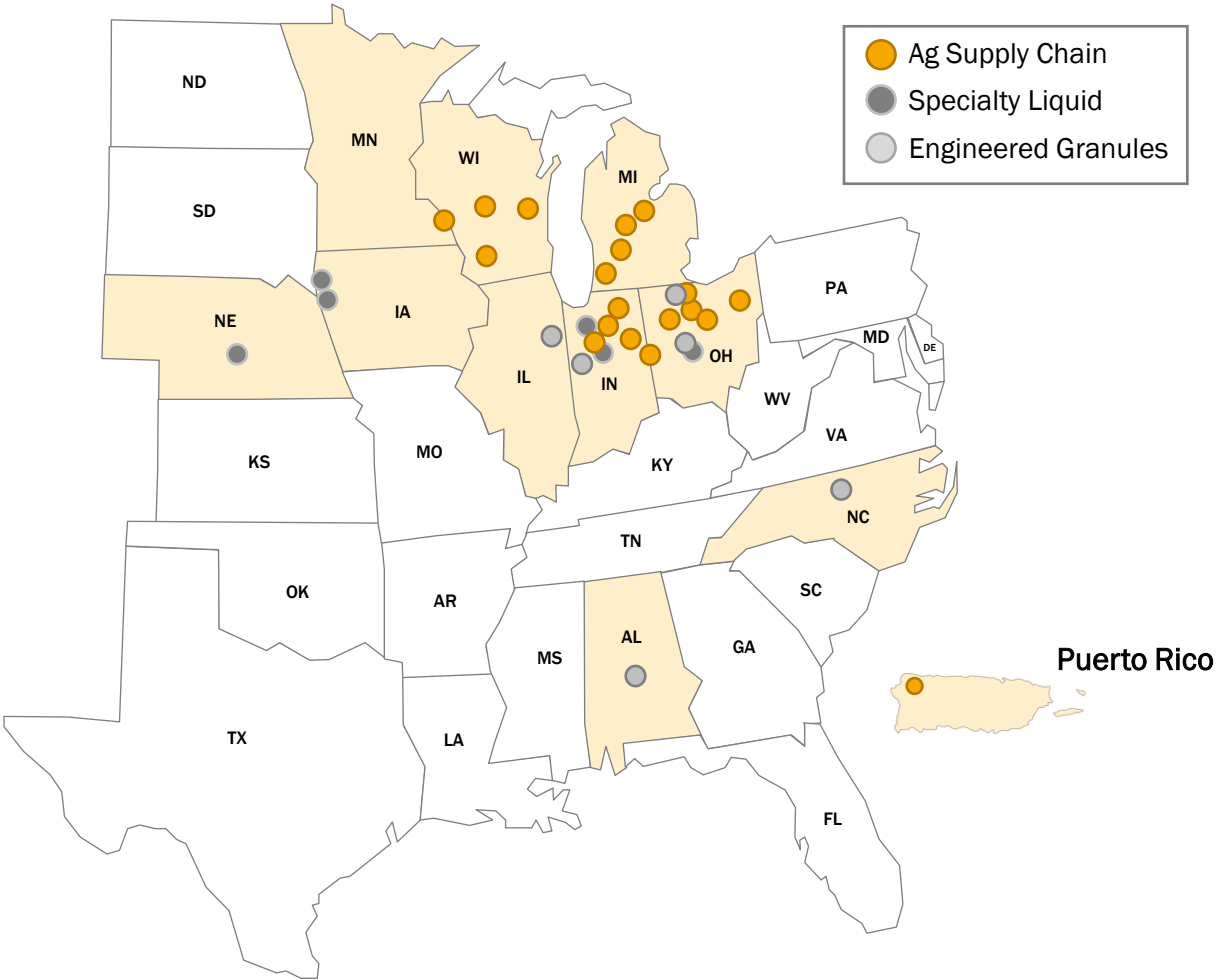 Ag Supply Chain
Specialty Liquid
Engineered Granules
ND
MN
WI
MI
SD
PA
NE
IA
MD
DE
OH
IL
IN
WV
VA
KS
MO
KY
NC
TN
OK
AR
SC
AL
GA
MS
Puerto Rico
TX
LA
FL